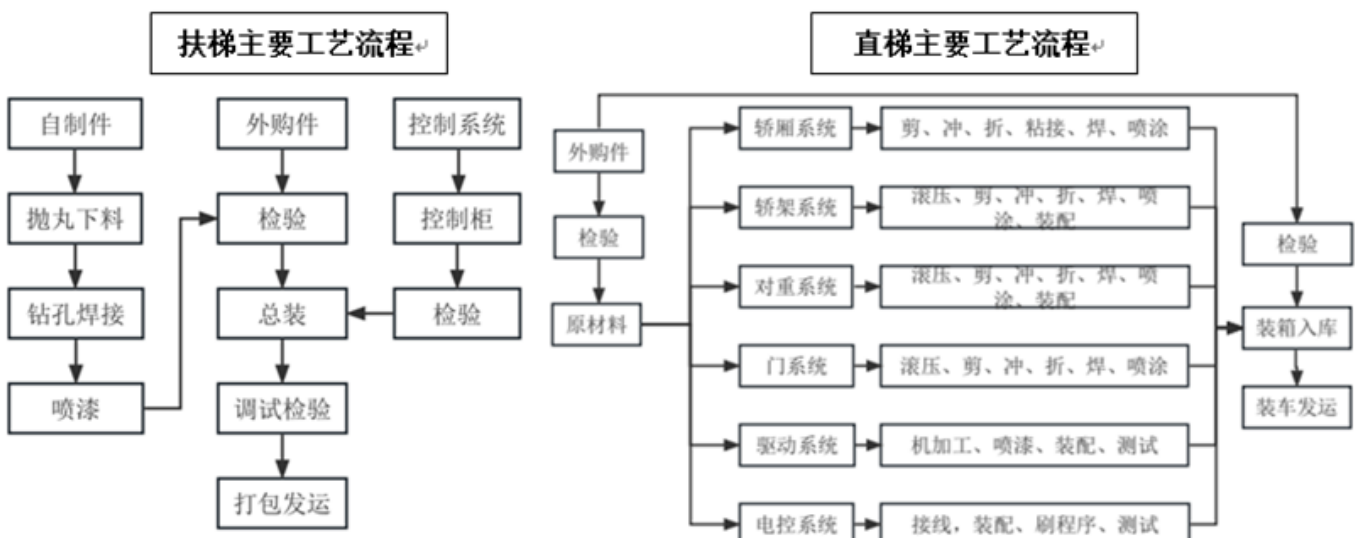 扶梯主要工艺流程
自制件
抛丸下料
钻孔焊接
喷漆
外购件
检验
总装
调试检验
打包发运
控制系统
控制柜
检验
直梯主要工艺流程
外购件
检验
原材料
轿厢系统
剪、冲、折、粘接、焊、喷涂
轿架系统
滚压、剪、冲、折、焊、喷
涂、装配
对重系统
滚压、剪、冲、折、焊、喷
涂、装配
门系统
滚压、剪、冲、折、焊、喷涂
驱动系统
机加工、喷漆、装配、测试
电控系统
接线，装配、刷程序、测试
检验
装箱入库
装车发运